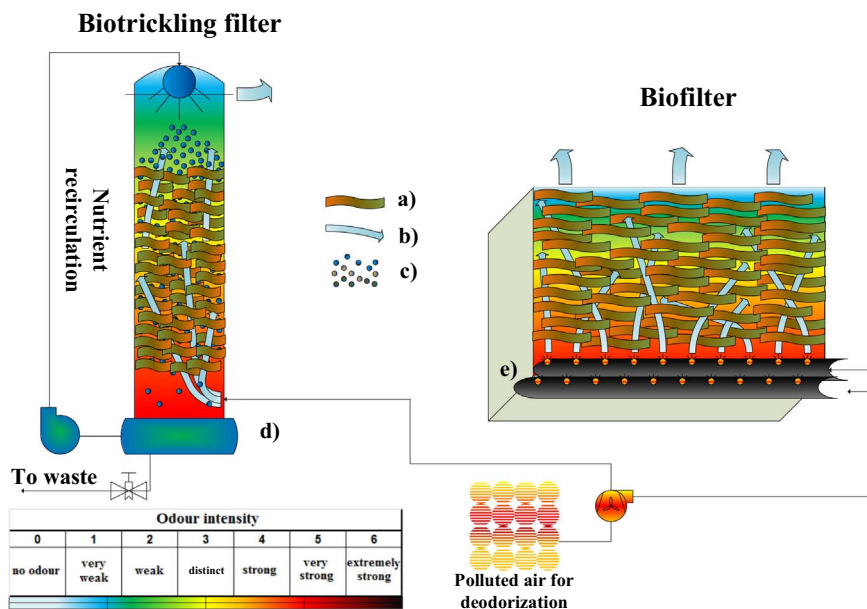 Biotrickling filter
Biofilter
Nutrient
recirculation
a)
b)
c)
d)
e)
To waste
Odour intensity
0 1 2 3 4 5 6
no odour very weak weak distinct strong very strong extremely strong
Polluted air for
deodorization